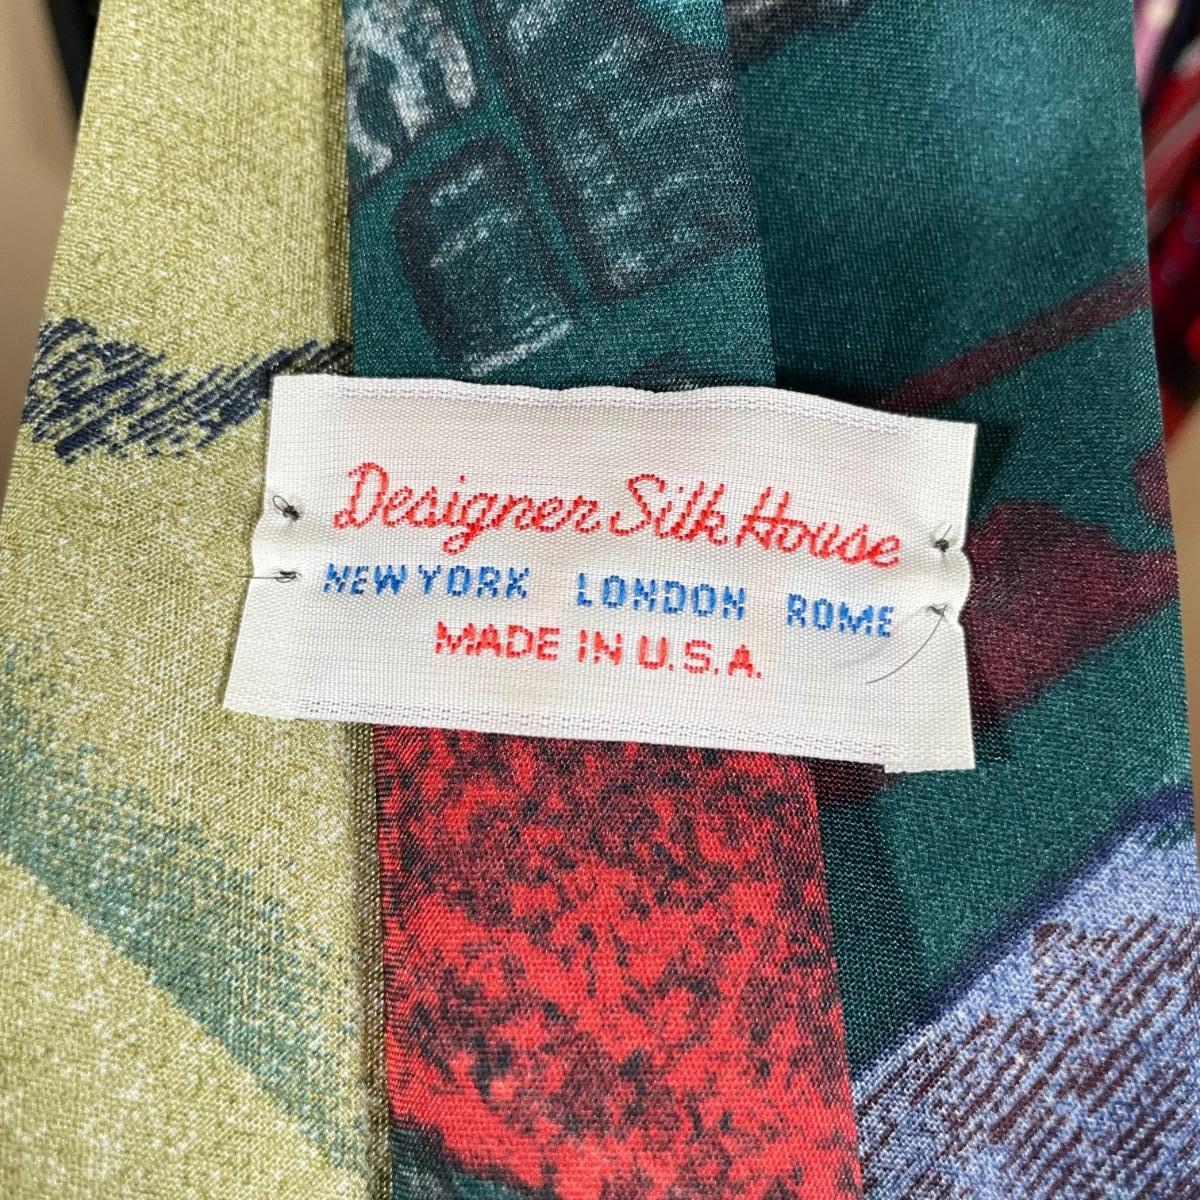 Designer Silk House
NEW YORK LONDON ROME
MADE IN U.S.A.